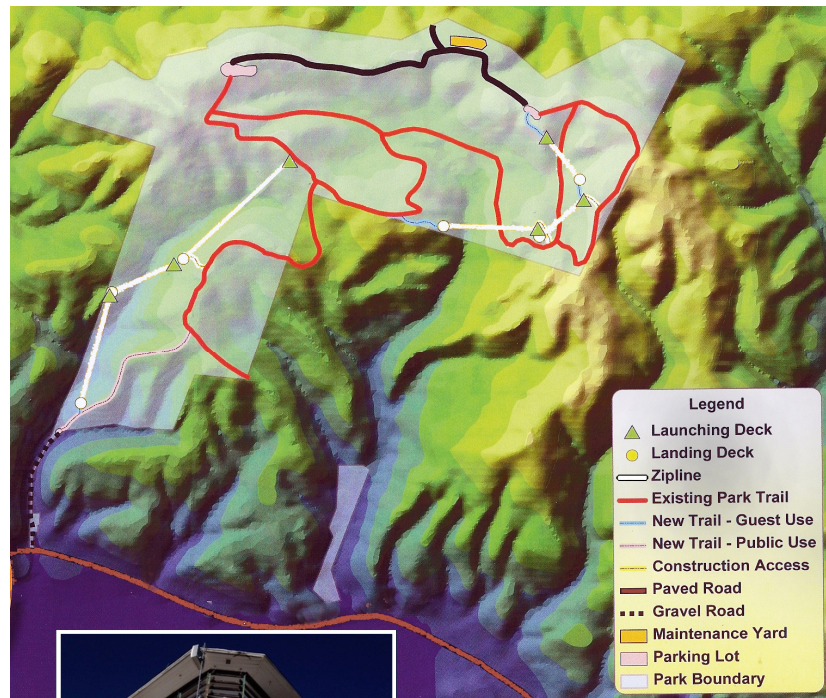 Legend
Launching Deck
Landing Deck
Zipline
Existing Park Trail
New Trail - Guest Use
New Trail - Public Use
Construction Access
Paved Road
Gravel Road
Maintenance Yard
Parking Lot
Park Boundary